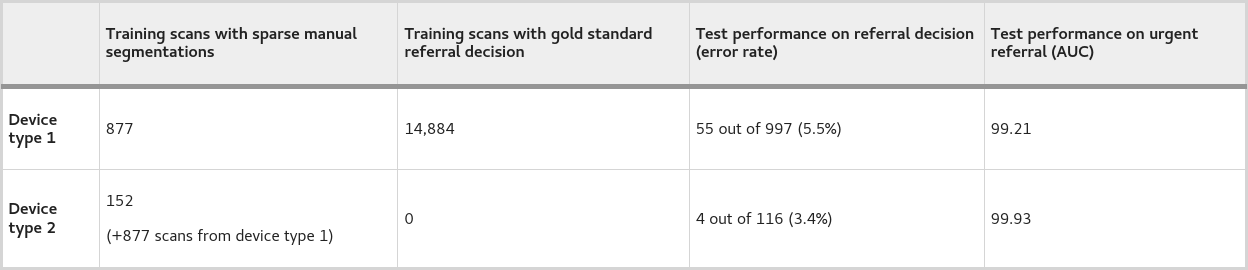 Training scans with sparse manual
segmentations
Training scans with gold standard
referral decision
Test performance on referral decision
(error rate)
Test performance on urgent
referral (AUC)
Device
type 1
877
14,884
55 out of 997 (5.5%)
99.21
Device
type 2
152
(+877 scans from device type 1)
0
4 out of 116 (3.4%)
99.93